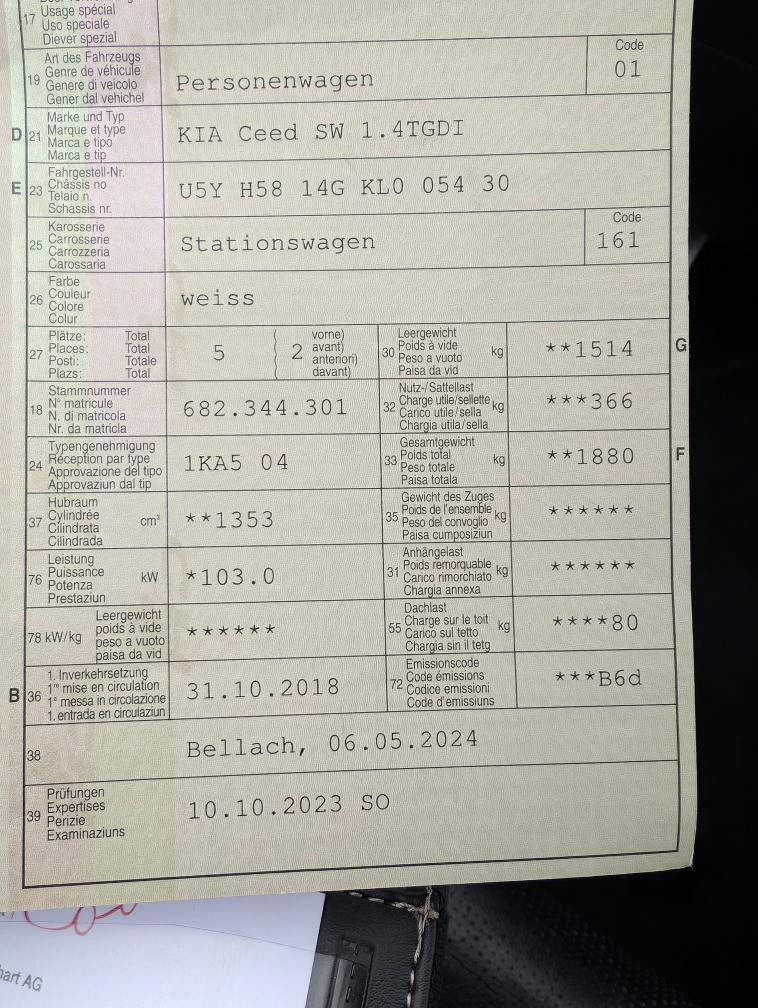 17 Usage spécial
Uso speciale
Diever spezial
19 Art des Fahrzeugs
Genre de véhicule
Genere di veicolo
Gener dal vehichel
Personenwagen
Code
01
D 21 Marke und Typ
Marque et type
Marca e tipo
Marca e tip
KIA Ceed SW 1.4TGDI
E 23 Fahrgestell-Nr.
Châssis no
Telaio n.
Schassis nr.
U5Y H58 14G KL0 054 30
25 Karosserie
Carrosserie
Carrozzeria
Carossaria
Stationswagen
Code
161
26 Farbe
Couleur
Colore
Colur
weiss
27 Plätze: Total
Places: Total
Posti: Totale
Plazs: Total
5 ( 2 vorne)
avant)
anteriori)
davant)
30 Leergewicht
Poids à vide
Peso a vuoto
Paisa da vid
kg
**1514
G
18 Stammnummer
N° matricule
N. di matricola
Nr. da matricla
682.344.301
32 Nutz-/Sattellast
Charge utile/sellette
Carico utile/sella
Chargia utila/sella
kg
***366
24 Typengenehmigung
Réception par type
Approvazione del tipo
Approvaziun dal tip
1KA5 04
33 Gesamtgewicht
Poids total
Peso totale
Paisa totala
kg
**1880
F
37 Hubraum
Cylindrée
Cilindrata
Cilindrada
cm³
**1353
35 Gewicht des Zuges
Poids de l'ensemble
Peso del convoglio
Paisa cumposiziun
kg
******
76 Leistung
Puissance
Potenza
Prestaziun
kW
*103.0
31 Anhängelast
Poids remorquable
Carico rimorchiato
Chargia annexa
kg
******
78 kW/kg
Leergewicht
poids à vide
peso a vuoto
paisa da vid
******
55 Dachlast
Charge sur le toit
Carico sul tetto
Chargia sin il tetg
kg
****80
B 36 1. Inverkehrsetzung
1re mise en circulation
1a messa in circolazione
1. entrada en circulaziun
31.10.2018
72 Emissionscode
Code émissions
Codice emissioni
Code d'emissiuns
***B6d
38 Bellach, 06.05.2024
39 Prüfungen
Expertises
Perizie
Examinaziuns
10.10.2023 SO
AG